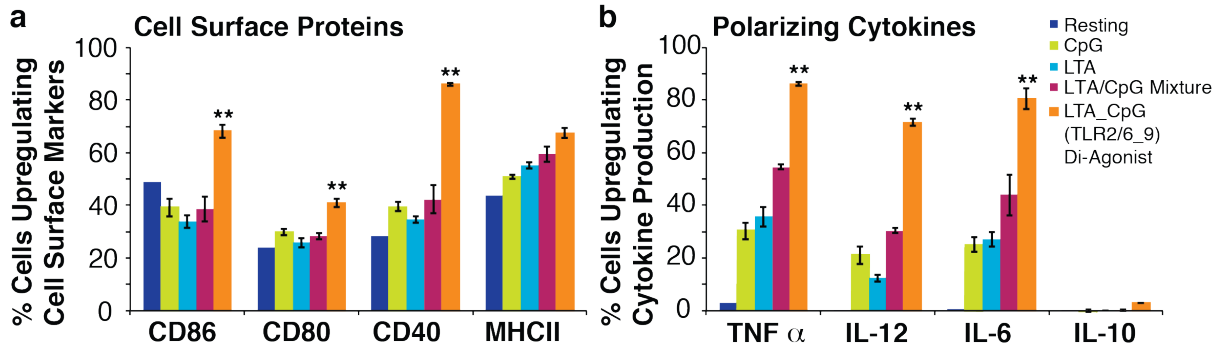 a
Cell Surface Proteins
% Cells Upregulating
Cell Surface Markers
100
80
60
40
20
0
**
**
**
CD86
CD80
CD40
MHCII
b
Polarizing Cytokines
% Cells Upregulating
Cytokine Production
100
80
60
40
20
0
**
**
**
TNF α
IL-12
IL-6
IL-10
Resting
CpG
LTA
LTA/CpG Mixture
LTA_CpG
(TLR2/6_9)
Di-Agonist